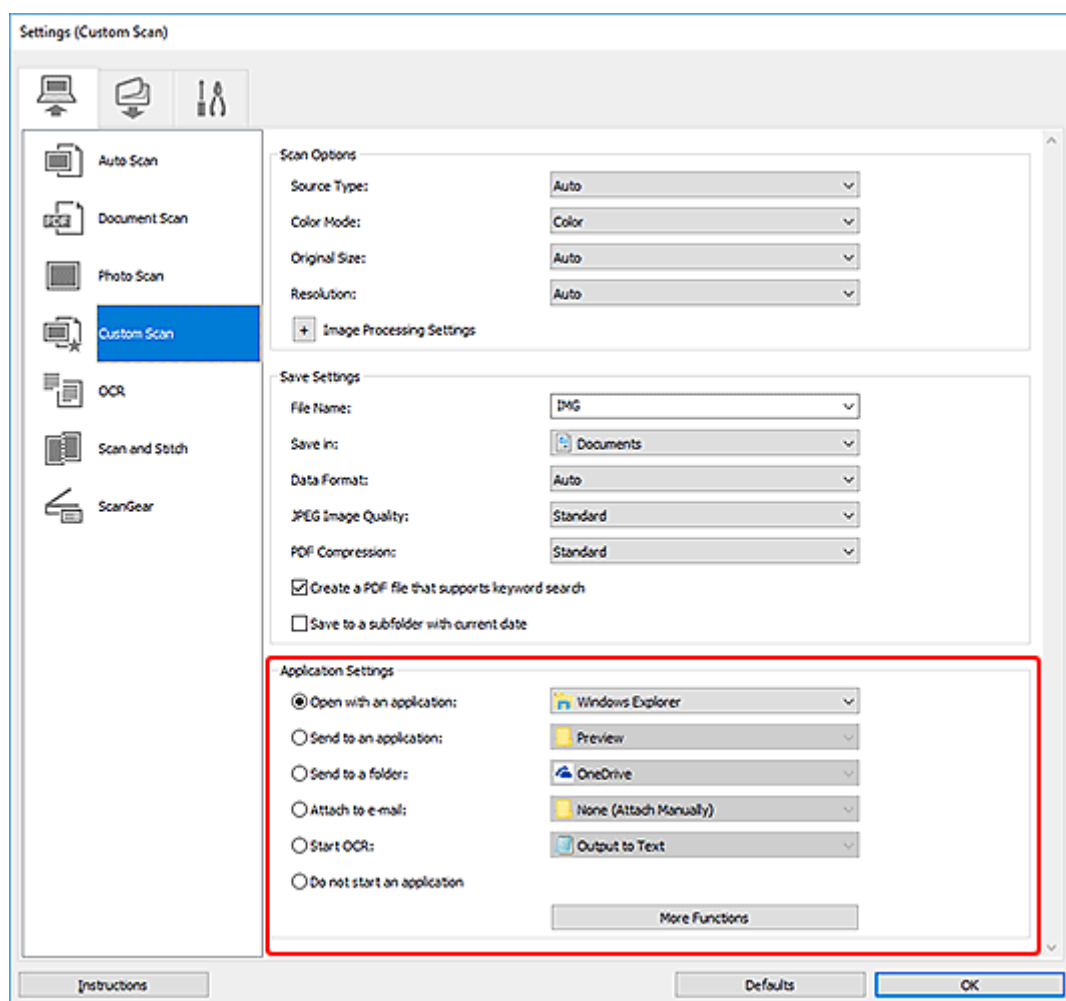 Settings (Custom Scan)
Auto Scan
Document Scan
Photo Scan
Custom Scan
OCR
Scan and Stitch
ScanGear
Scan Options
Source Type: Auto
Color Mode: Color
Original Size: Auto
Resolution: Auto
+ Image Processing Settings
Save Settings
File Name: IMG
Save in: Documents
Data Format: Auto
JPEG Image Quality: Standard
PDF Compression: Standard
Create a PDF file that supports keyword search
Save to a subfolder with current date
Application Settings
Open with an application: Windows Explorer
Send to an application: Preview
Send to a folder: OneDrive
Attach to e-mail: None (Attach Manually)
Start OCR: Output to Text
Do not start an application
More Functions
Instructions Defaults OK